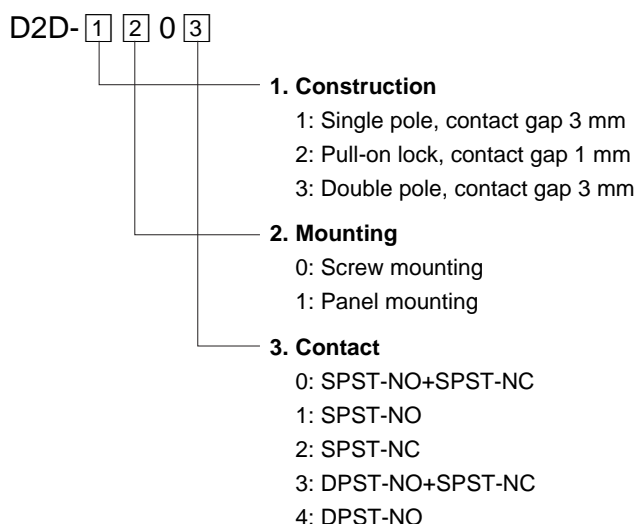 D2D- 1 2 0 3
1. Construction
1: Single pole, contact gap 3 mm
2: Pull-on lock, contact gap 1 mm
3: Double pole, contact gap 3 mm
2. Mounting
0: Screw mounting
1: Panel mounting
3. Contact
0: SPST-NO+SPST-NC
1: SPST-NO
2: SPST-NC
3: DPST-NO+SPST-NC
4: DPST-NO